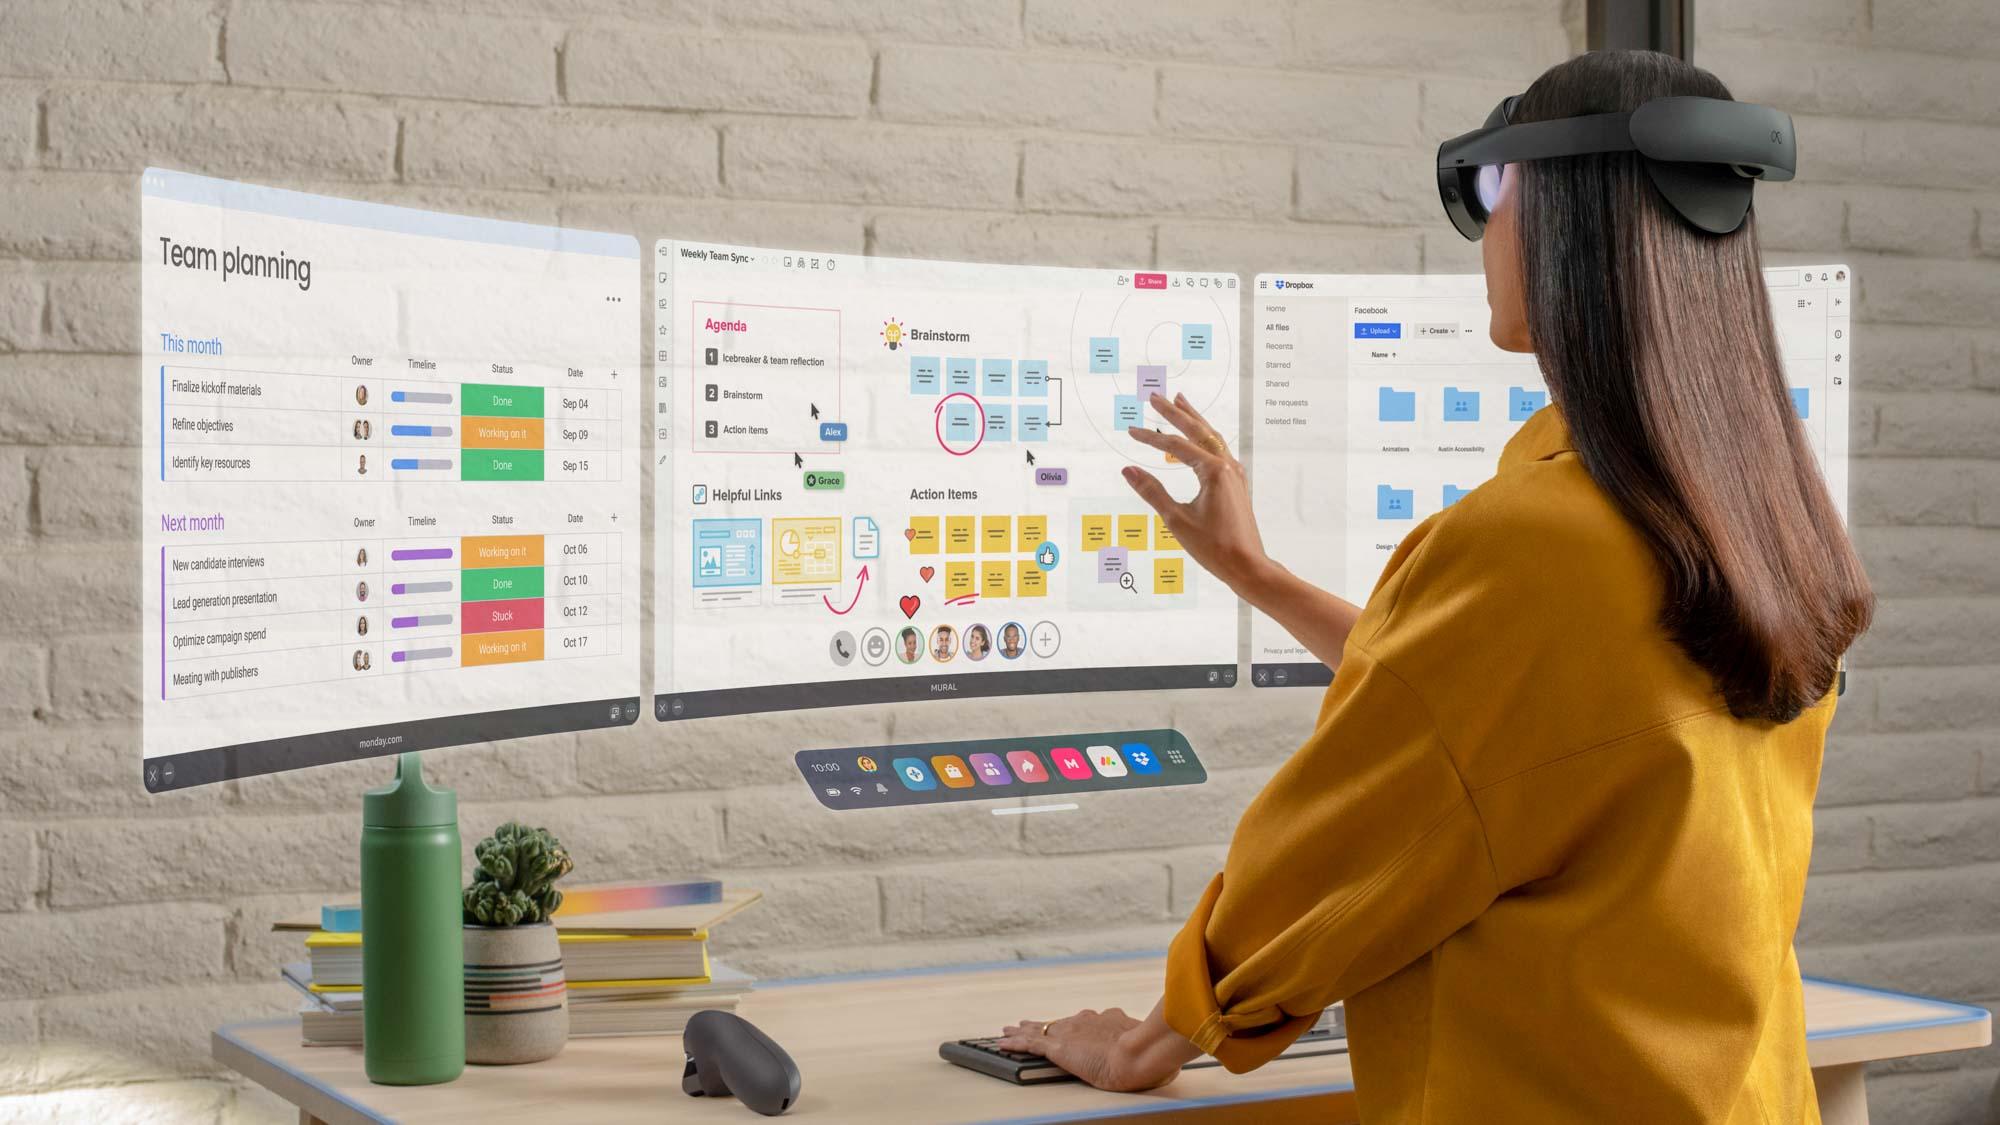 Team planning
This month
Owner
Timeline
Status
Date
Finalize kickoff materials
Done
Sep 04
Refine objectives
Working on it
Sep 09
Identify key resources
Done
Sep 15
Next month
Owner
Timeline
Status
Date
New candidate interviews
Working on it
Oct 06
Lead generation presentation
Done
Oct 10
Optimize campaign spend
Stuck
Oct 12
Meating with publishers
Working on it
Oct 17
monday.com
Weekly Team Sync
Share
Agenda
1 Icebreaker & team reflection
2 Brainstorm
3 Action items
Alex
Grace
Brainstorm
Olivia
Helpful Links
Action Items
MURAL
Dropbox
Home
All files
Recents
Starred
Shared
File requests
Deleted files
Privacy and legal
Facebook
Upload
Create
Name
Animations
Austin Accessibility
Design
10:00